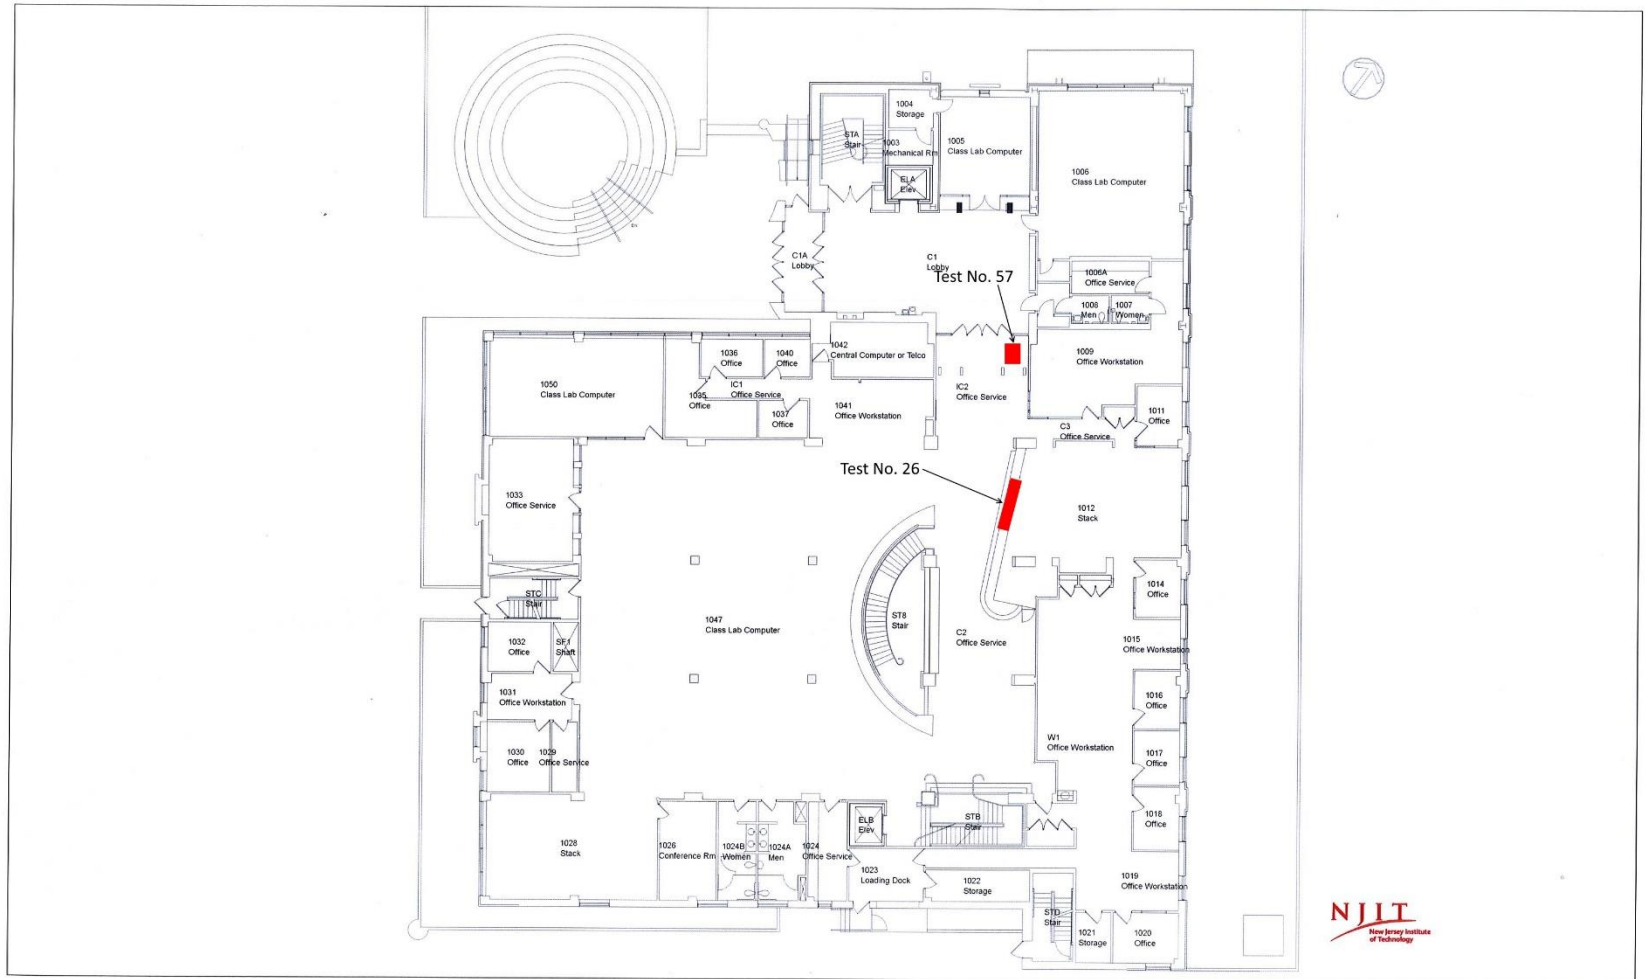 1004
Storage
STA
Stair
1003
Mechanical Rm
1005
Class Lab Computer
ELA
Elev
1006
Class Lab Computer
C1A
Lobby
C1
Lobby
Test No. 57
1006A
Office Service
1008
Men
1007
Women
1036
Office
1040
Office
1042
Central Computer or Telco
1009
Office Workstation
1050
Class Lab Computer
IC1
Office Service
1035
Office
1037
Office
1041
Office Workstation
IC2
Office Service
1011
Office
C3
Office Service
Test No. 26
1033
Office Service
1012
Stack
1014
Office
STC
Stair
1047
Class Lab Computer
ST8
Stair
C2
Office Service
1032
Office
SF1
Shaft
1015
Office Workstation
1031
Office Workstation
1016
Office
W1
Office Workstation
1030
Office
1029
Office Service
1017
Office
1018
Office
ELB
Elev
STB
Stair
1028
Stack
1026
Conference Rm
1024B
Women
1024A
Men
1024
Office Service
1023
Loading Dock
1022
Storage
1019
Office Workstation
STD
Stair
1021
Storage
1020
Office
NJIT
New Jersey Institute
of Technology